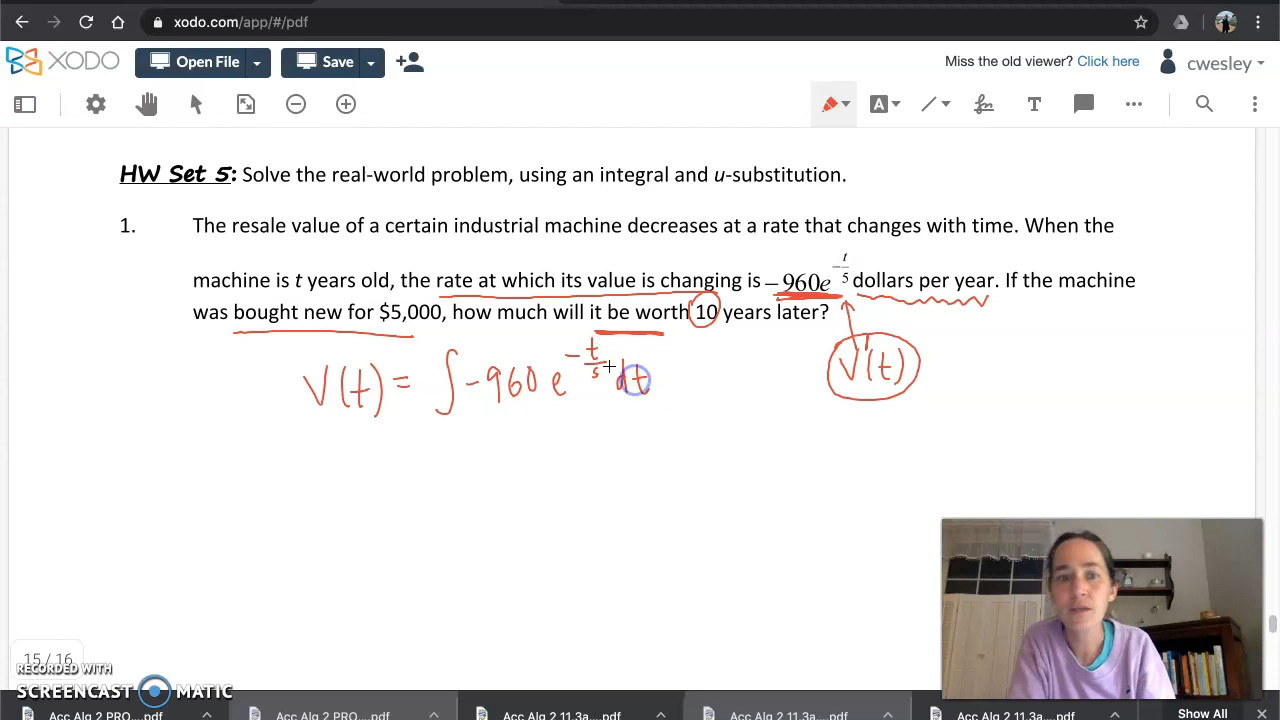 xodo.com/app/#/pdf
XODO Open File Save Miss the old viewer? Click here cwesley
HW Set 5: Solve the real-world problem, using an integral and u-substitution.
1. The resale value of a certain industrial machine decreases at a rate that changes with time. When the
machine is t years old, the rate at which its value is changing is −960e^(−t/5) dollars per year. If the machine
was bought new for $5,000, how much will it be worth 10 years later?
V(t) = ∫ -960 e^(-t/5) dt
V'(t)
15 / 16
RECORDED WITH
SCREENCAST MATIC
Acc Alg 2 PRO....pdf Acc Alg 2 PRO....pdf Acc Alg 2 11.3a....pdf Acc Alg 2 11.3a....pdf Acc Alg 2 11.3a....pdf Show All